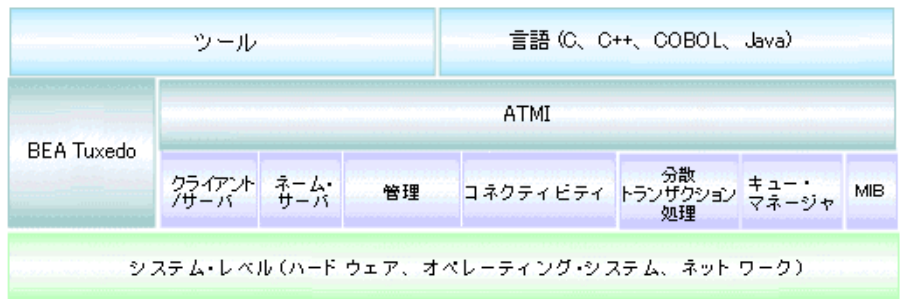 ツール
言語 (C、C++、COBOL、Java)
BEA Tuxedo
ATMI
クライアント
/サーバ
ネーム・
サーバ
管理
コネクティビティ
分散
トランザクション
処理
キュー・
マネージャ
MIB
システム・レベル(ハードウェア、オペレーティング・システム、ネットワーク)